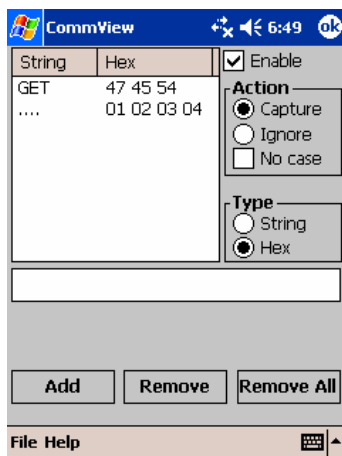 CommView 6:49 ok
String Hex Enable
GET 47 45 54
.... 01 02 03 04
Action
Capture
Ignore
No case
Type
String
Hex
Add Remove Remove All
File Help